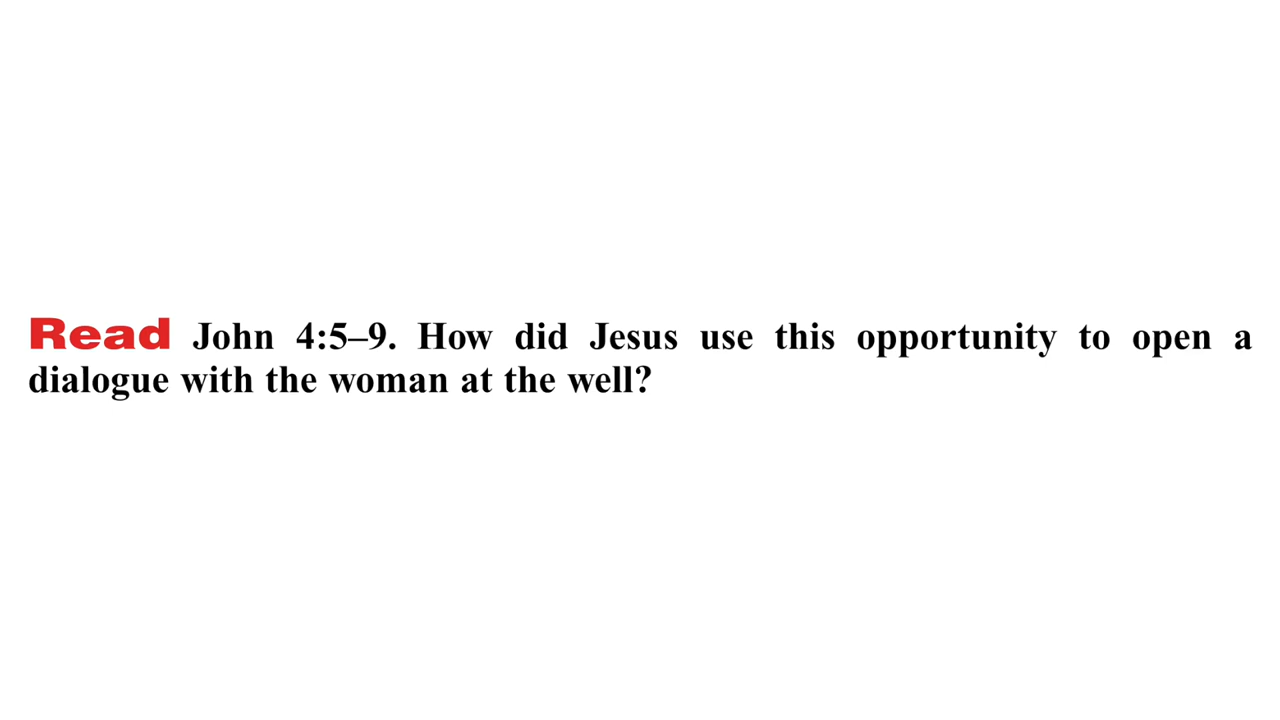 Read John 4:5–9. How did Jesus use this opportunity to open a
dialogue with the woman at the well?